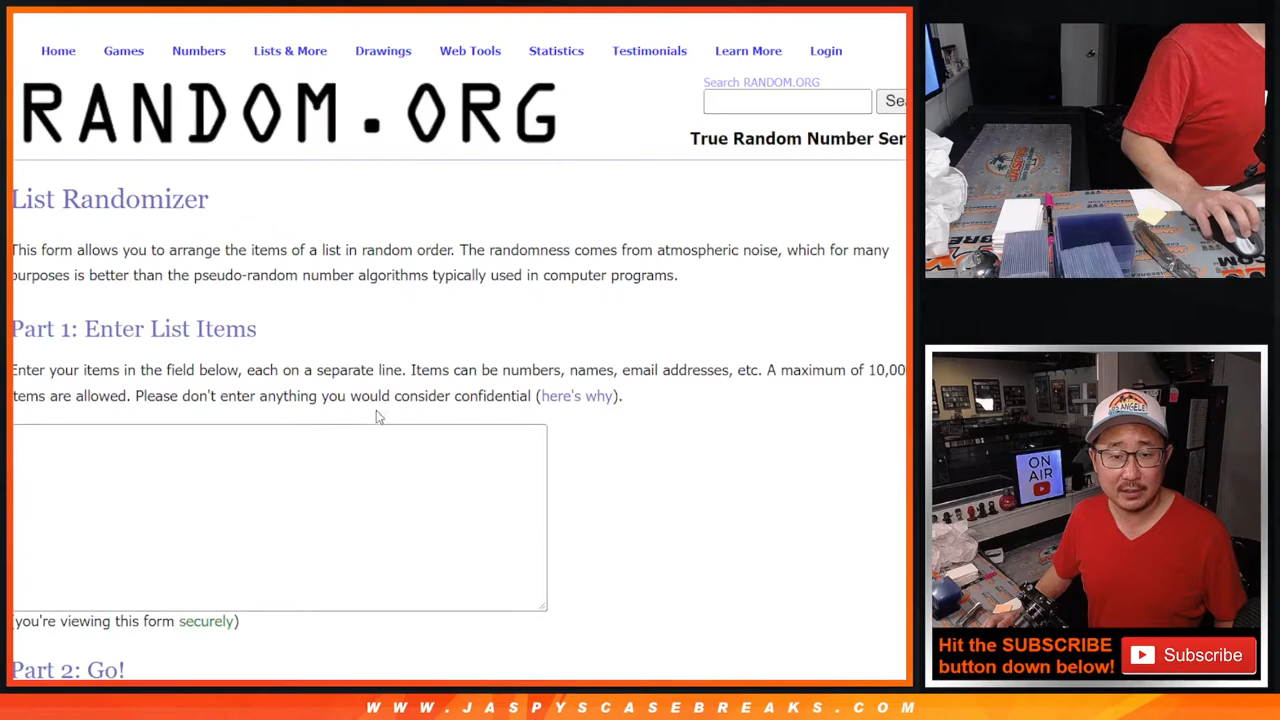 Home Games Numbers Lists & More Drawings Web Tools Statistics Testimonials Learn More Login
RANDOM.ORG
Search RANDOM.ORG
True Random Number Ser
List Randomizer
This form allows you to arrange the items of a list in random order. The randomness comes from atmospheric noise, which for many
purposes is better than the pseudo-random number algorithms typically used in computer programs.
Part 1: Enter List Items
Enter your items in the field below, each on a separate line. Items can be numbers, names, email addresses, etc. A maximum of 10,00
items are allowed. Please don't enter anything you would consider confidential (here's why).
(you're viewing this form securely)
Part 2: Go!
ON
AIR
Hit the SUBSCRIBE
button down below!
Subscribe
WWW.JASPYSCASEBREAKS.COM